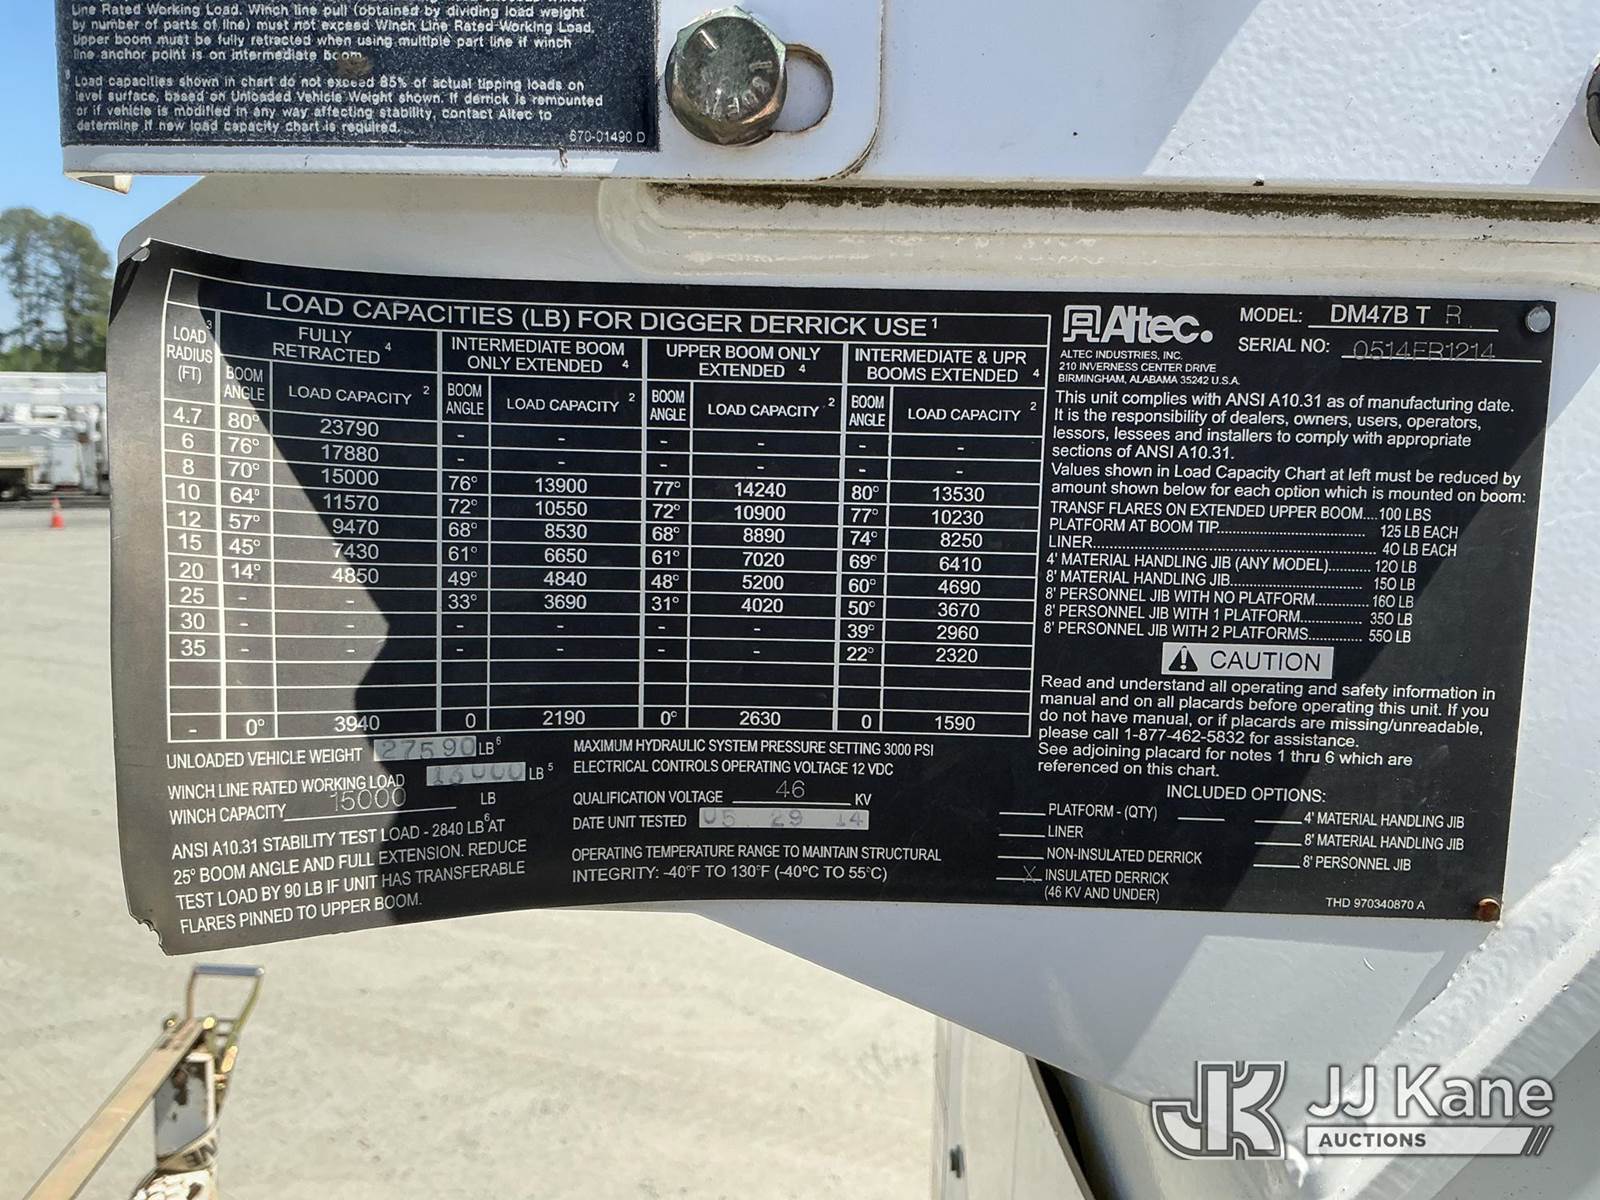 Line Rated Working Load. Winch line pull (obtained by dividing load weight
by number of parts of line) must not exceed Winch Line Rated Working Load.
Upper boom must be fully retracted when using multiple part line if winch
line anchor point is on intermediate boom.
Load capacities shown in chart do not exceed 85% of actual tipping loads on
level surface, based on Unloaded Vehicle Weight shown. If derrick is remounted
or if vehicle is modified in any way affecting stability, contact Altec to
determine if new load capacity chart is required.
670-01490 D
LOAD CAPACITIES (LB) FOR DIGGER DERRICK USE 1
LOAD 3 RADIUS (FT) FULLY RETRACTED 4 INTERMEDIATE BOOM ONLY EXTENDED 4 UPPER BOOM ONLY EXTENDED 4 INTERMEDIATE & UPR BOOMS EXTENDED 4
BOOM ANGLE LOAD CAPACITY 2 BOOM ANGLE LOAD CAPACITY 2 BOOM ANGLE LOAD CAPACITY 2 BOOM ANGLE LOAD CAPACITY 2
4.7 80° 23790 - - - - - -
6 76° 17880 - - - - - -
8 70° 15000 76° 13900 77° 14240 80° 13530
10 64° 11570 72° 10550 72° 10900 77° 10230
12 57° 9470 68° 8530 68° 8890 74° 8250
15 45° 7430 61° 6650 61° 7020 69° 6410
20 14° 4850 49° 4840 48° 5200 60° 4690
25 - - 33° 3690 31° 4020 50° 3670
30 - - - - - - 39° 2960
35 - - - - - - 22° 2320
- 0° 3940 0 2190 0° 2630 0 1590
UNLOADED VEHICLE WEIGHT 27590 LB 6
WINCH LINE RATED WORKING LOAD LB 5
WINCH CAPACITY 15000 LB
ANSI A10.31 STABILITY TEST LOAD - 2840 LB 6 AT
25° BOOM ANGLE AND FULL EXTENSION. REDUCE
TEST LOAD BY 90 LB IF UNIT HAS TRANSFERABLE
FLARES PINNED TO UPPER BOOM.
MAXIMUM HYDRAULIC SYSTEM PRESSURE SETTING 3000 PSI
ELECTRICAL CONTROLS OPERATING VOLTAGE 12 VDC
QUALIFICATION VOLTAGE 46 KV
DATE UNIT TESTED 05 29 14
OPERATING TEMPERATURE RANGE TO MAINTAIN STRUCTURAL
INTEGRITY: -40°F TO 130°F (-40°C TO 55°C)
Altec.
ALTEC INDUSTRIES, INC.
210 INVERNESS CENTER DRIVE
BIRMINGHAM, ALABAMA 35242 U.S.A.
MODEL: DM47B T R
SERIAL NO: 0514ER1214
This unit complies with ANSI A10.31 as of manufacturing date.
It is the responsibility of dealers, owners, users, operators,
lessors, lessees and installers to comply with appropriate
sections of ANSI A10.31.
Values shown in Load Capacity Chart at left must be reduced by
amount shown below for each option which is mounted on boom:
TRANSF FLARES ON EXTENDED UPPER BOOM....100 LBS
PLATFORM AT BOOM TIP.................................... 125 LB EACH
LINER.................................................................... 40 LB EACH
4' MATERIAL HANDLING JIB (ANY MODEL).......... 120 LB
8' MATERIAL HANDLING JIB............................... 150 LB
8' PERSONNEL JIB WITH NO PLATFORM............. 160 LB
8' PERSONNEL JIB WITH 1 PLATFORM............... 350 LB
8' PERSONNEL JIB WITH 2 PLATFORMS............. 550 LB
CAUTION
Read and understand all operating and safety information in
manual and on all placards before operating this unit. If you
do not have manual, or if placards are missing/unreadable,
please call 1-877-462-5832 for assistance.
See adjoining placard for notes 1 thru 6 which are
referenced on this chart.
INCLUDED OPTIONS:
PLATFORM - (QTY)
LINER
NON-INSULATED DERRICK
X INSULATED DERRICK
(46 KV AND UNDER)
4' MATERIAL HANDLING JIB
8' MATERIAL HANDLING JIB
8' PERSONNEL JIB
THD 970340870 A
JK JJ Kane
AUCTIONS